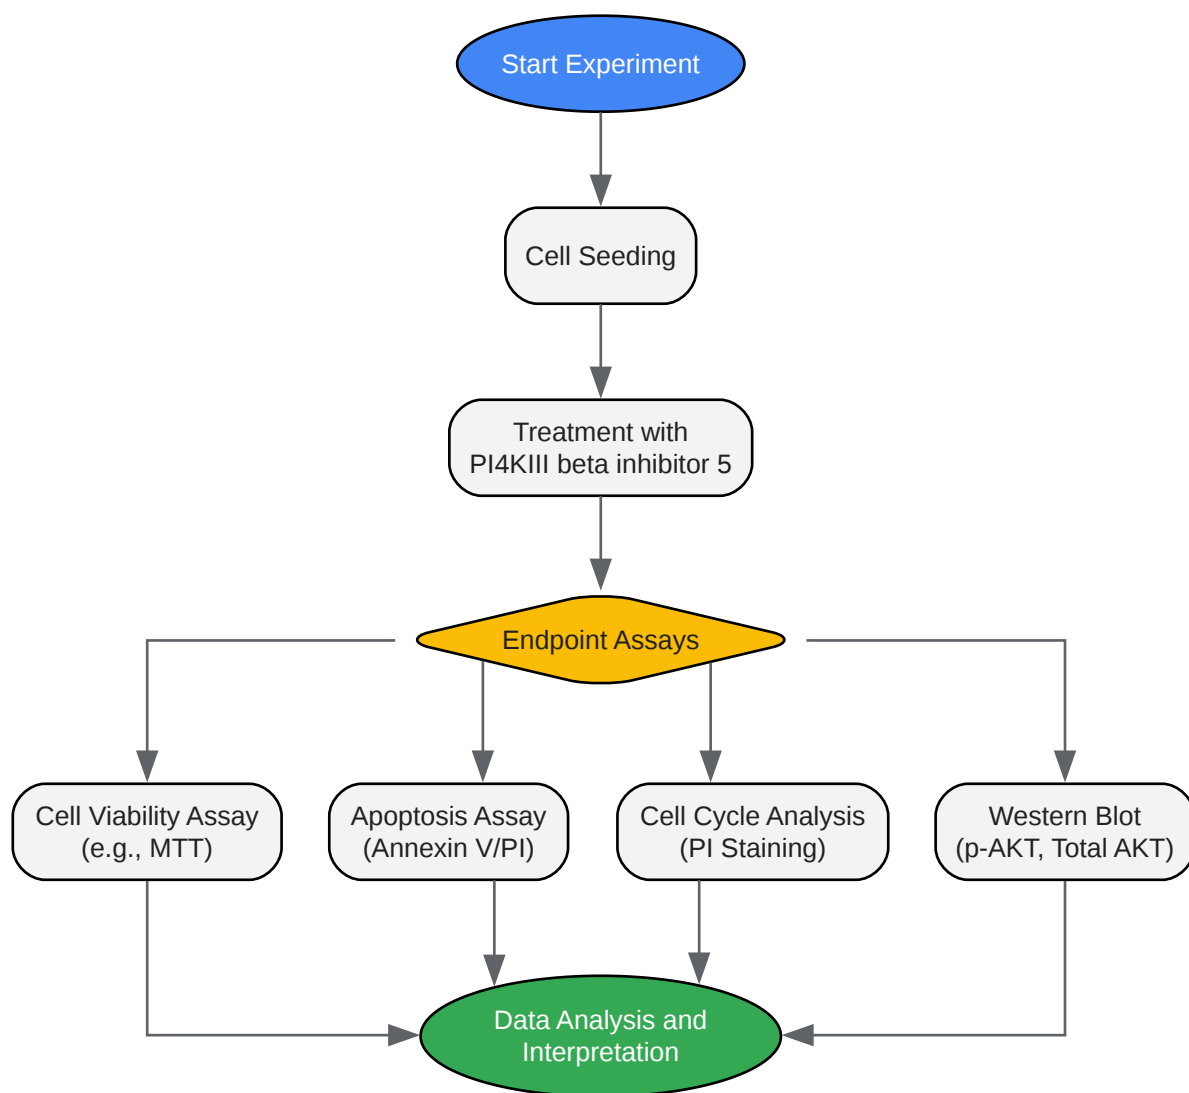 Start Experiment
Cell Seeding
Treatment with
PI4KIII beta inhibitor 5
Endpoint Assays
Cell Viability Assay
(e.g., MTT)
Apoptosis Assay
(Annexin V/PI)
Cell Cycle Analysis
(PI Staining)
Western Blot
(p-AKT, Total AKT)
Data Analysis and
Interpretation